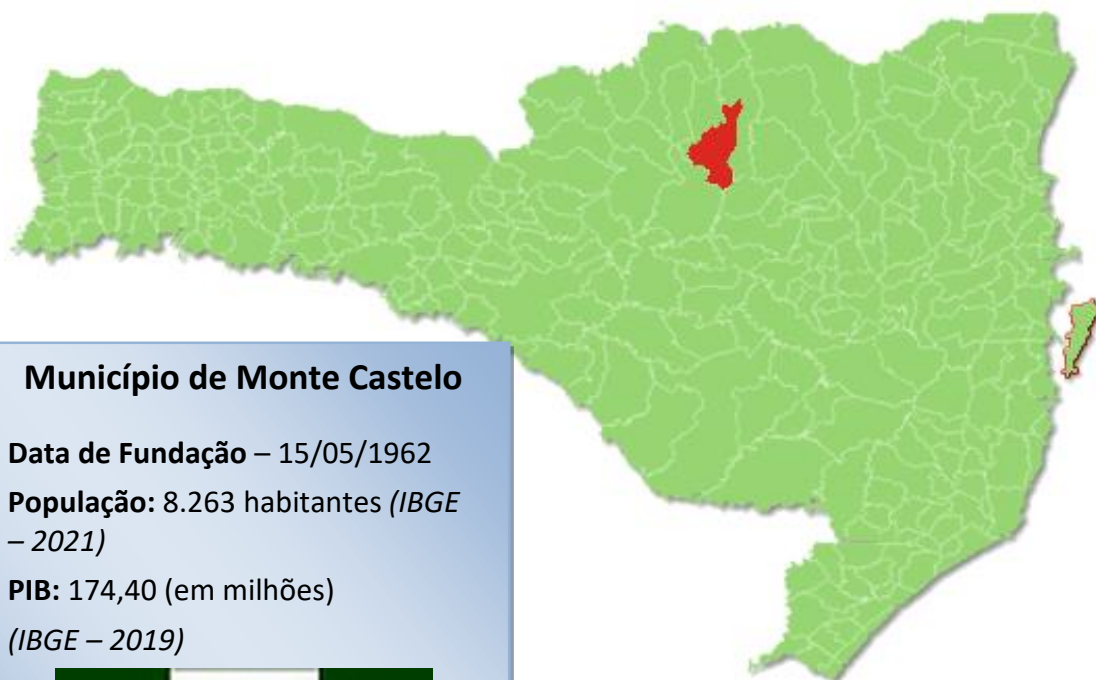 Município de Monte Castelo
Data de Fundação – 15/05/1962
População: 8.263 habitantes (IBGE
– 2021)
PIB: 174,40 (em milhões)
(IBGE – 2019)